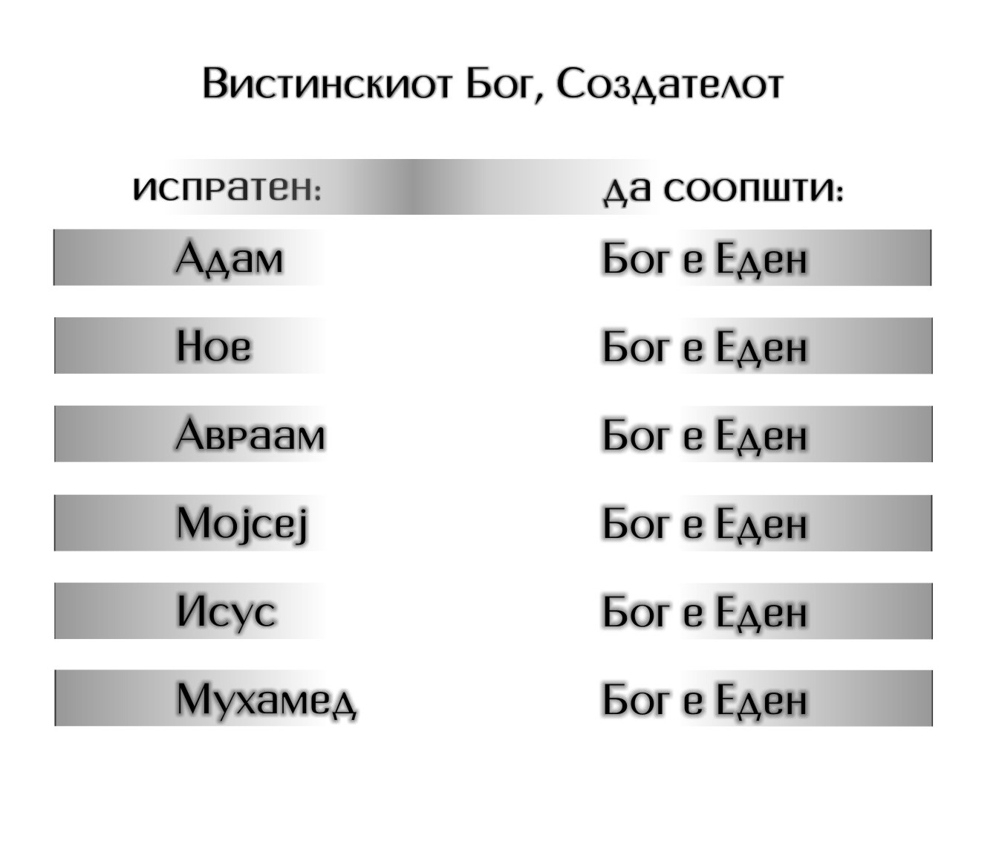 Вистинскиот Бог, Создателот
испратен: да соопшти:
Адам Бог е Еден
Ное Бог е Еден
Авраам Бог е Еден
Мојсеј Бог е Еден
Исус Бог е Еден
Мухамед Бог е Еден